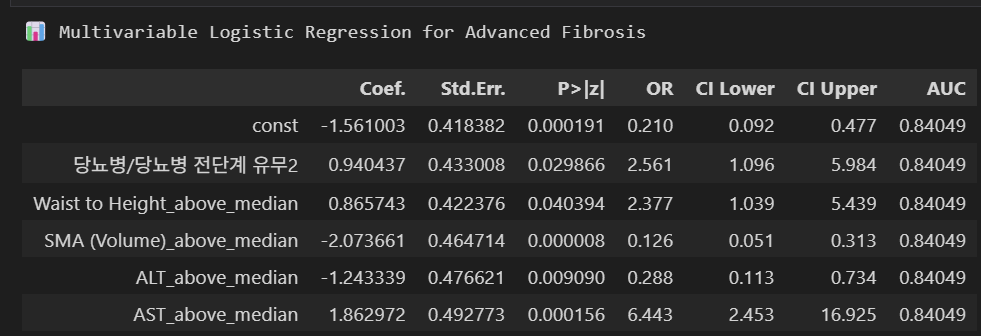 📊 Multivariable Logistic Regression for Advanced Fibrosis
Coef. Std.Err. P>|z| OR CI Lower CI Upper AUC
const -1.561003 0.418382 0.000191 0.210 0.092 0.477 0.84049
당뇨병/당뇨병 전단계 유무2 0.940437 0.433008 0.029866 2.561 1.096 5.984 0.84049
Waist to Height_above_median 0.865743 0.422376 0.040394 2.377 1.039 5.439 0.84049
SMA (Volume)_above_median -2.073661 0.464714 0.000008 0.126 0.051 0.313 0.84049
ALT_above_median -1.243339 0.476621 0.009090 0.288 0.113 0.734 0.84049
AST_above_median 1.862972 0.492773 0.000156 6.443 2.453 16.925 0.84049